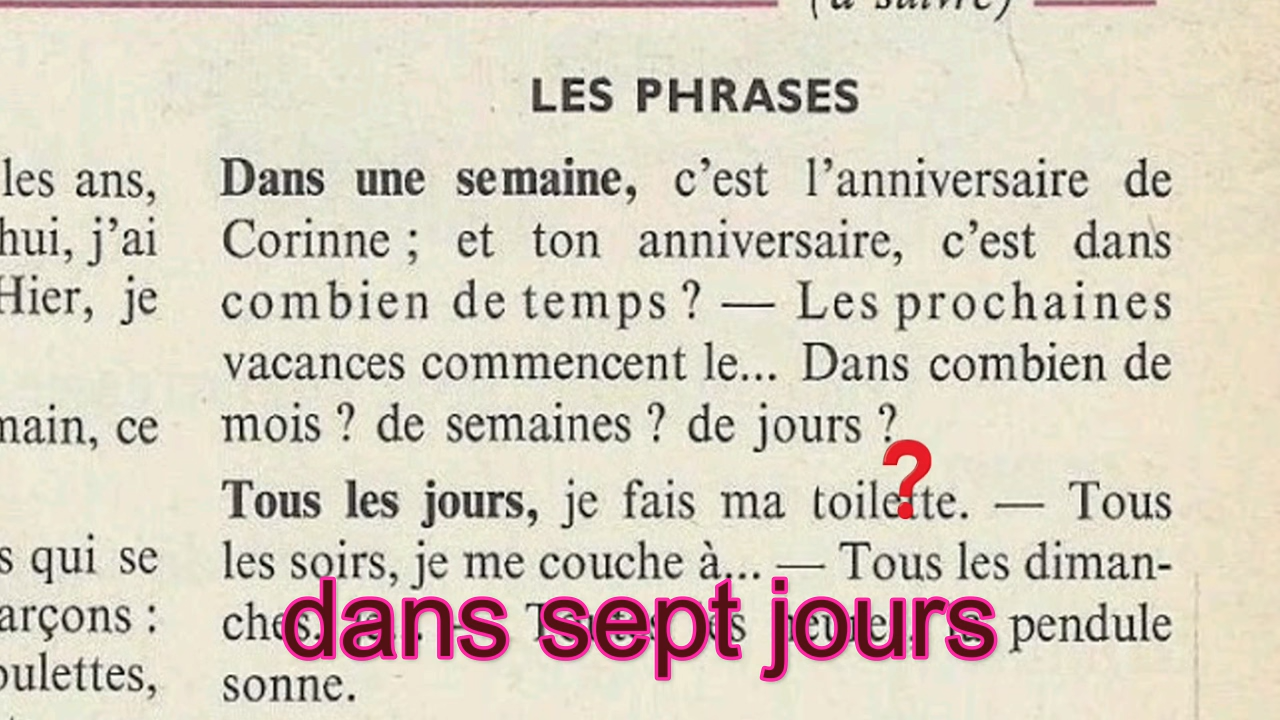 (à suivre)
LES PHRASES
les ans,
hui, j'ai
Hier, je
main, ce
s qui se
arçons :
oulettes,
Dans une semaine, c'est l'anniversaire de
Corinne ; et ton anniversaire, c'est dans
combien de temps ? — Les prochaines
vacances commencent le... Dans combien de
mois ? de semaines ? de jours ?
?
Tous les jours, je fais ma toilette. — Tous
les soirs, je me couche à... — Tous les diman-
ches, pendule
sonne.
dans sept jours